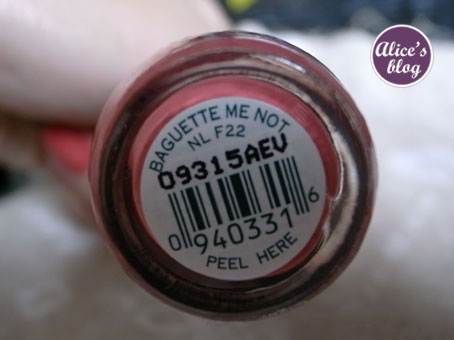 Alice's
blog
BAGUETTE ME NOT
NL F22
09315AEV
0 940331 6
PEEL HERE